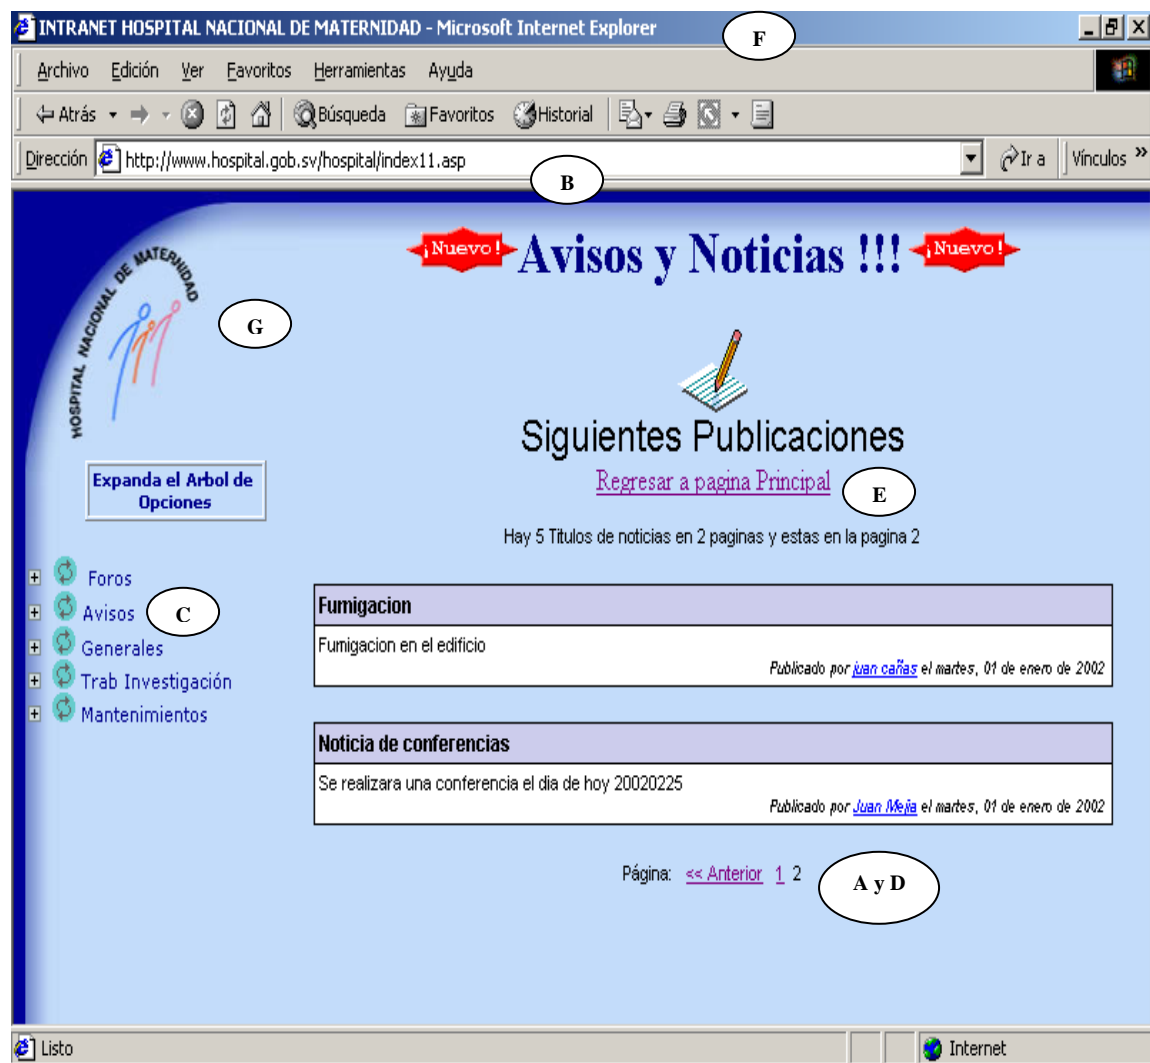 INTRANET HOSPITAL NACIONAL DE MATERNIDAD - Microsoft Internet Explorer
F
Archivo Edición Ver Favoritos Herramientas Ayuda
Atrás Búsqueda Favoritos Historial
Dirección http://www.hospital.gob.sv/hospital/index11.asp Ir a Vínculos »
B
¡Nuevo! Avisos y Noticias !!! ¡Nuevo!
HOSPITAL NACIONAL DE MATERNIDAD
G
Siguientes Publicaciones
Expanda el Arbol de
Opciones
Regresar a pagina Principal
E
Hay 5 Titulos de noticias en 2 paginas y estas en la pagina 2
Foros
Avisos
C
Generales
Trab Investigación
Mantenimientos
Fumigacion
Fumigacion en el edificio
Publicado por juan cañas el martes, 01 de enero de 2002
Noticia de conferencias
Se realizara una conferencia el dia de hoy 20020225
Publicado por Juan Mejia el martes, 01 de enero de 2002
Página: << Anterior 1 2
A y D
Listo Internet